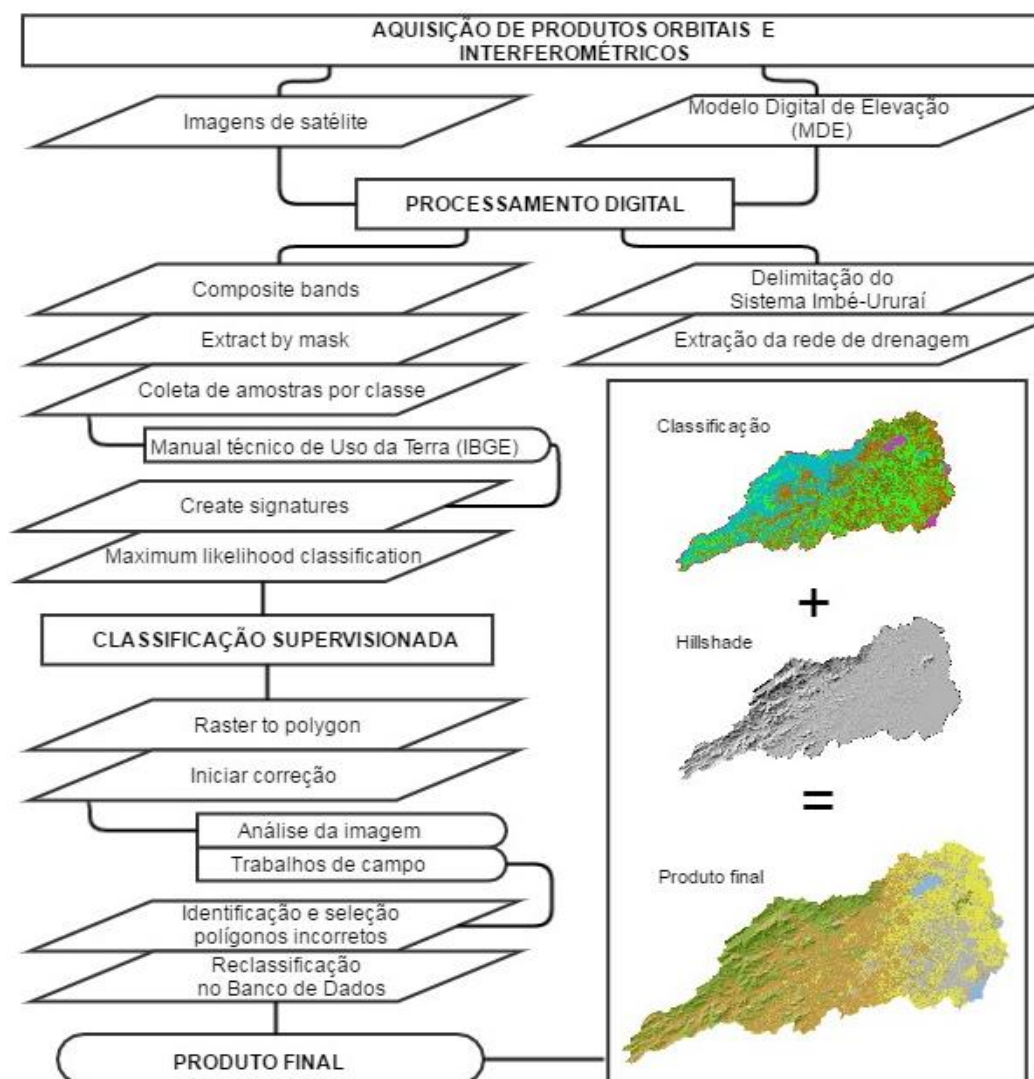 AQUISIÇÃO DE PRODUTOS ORBITAIS E
INTERFEROMÉTRICOS
Imagens de satélite
Modelo Digital de Elevação
(MDE)
PROCESSAMENTO DIGITAL
Composite bands
Extract by mask
Coleta de amostras por classe
Manual técnico de Uso da Terra (IBGE)
Create signatures
Maximum likelihood classification
Delimitação do
Sistema Imbé-Ururaí
Extração da rede de drenagem
CLASSIFICAÇÃO SUPERVISIONADA
Raster to polygon
Iniciar correção
Análise da imagem
Trabalhos de campo
Identificação e seleção
polígonos incorretos
Reclassificação
no Banco de Dados
PRODUTO FINAL
Classificação
+
Hillshade
=
Produto final